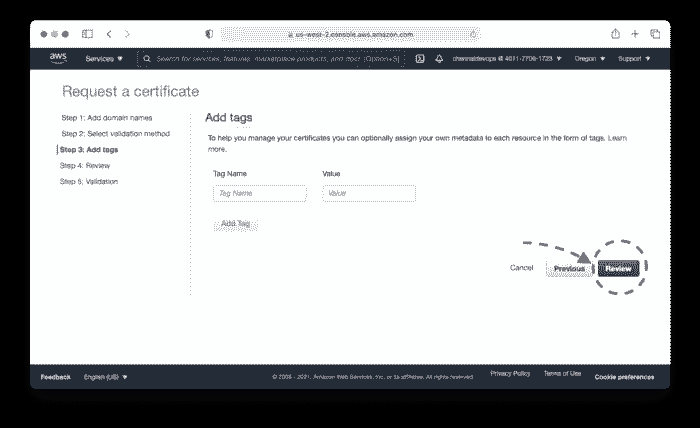 us-west-2.console.aws.amazon.com
aws
Services
Search for services, features, marketplace products, and docs [Option+S]
Oregon
Support
Request a certificate
Step 1: Add domain names
Step 2: Select validation method
Step 3: Add tags
Step 4: Review
Step 5: Validation
Add tags
To help you manage your certificates you can optionally assign your own metadata to each resource in the form of tags. Learn
more.
Tag Name
Value
Tag Name
Value
Add Tag
Cancel
Previous
Review
Feedback
English (US)
© 2008 - 2021, Amazon Web Services, Inc. or its affiliates. All rights reserved.
Privacy Policy
Terms of Use
Cookie preferences